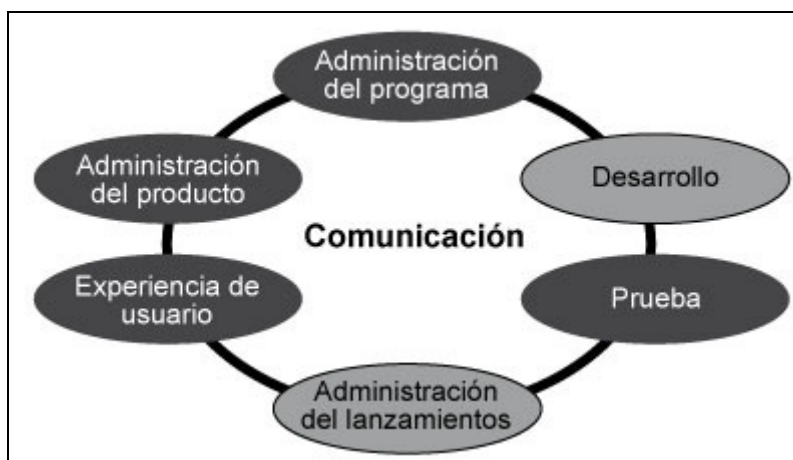 Administración
del programa
Administración
del producto
Desarrollo
Comunicación
Experiencia de
usuario
Prueba
Administración
del lanzamientos